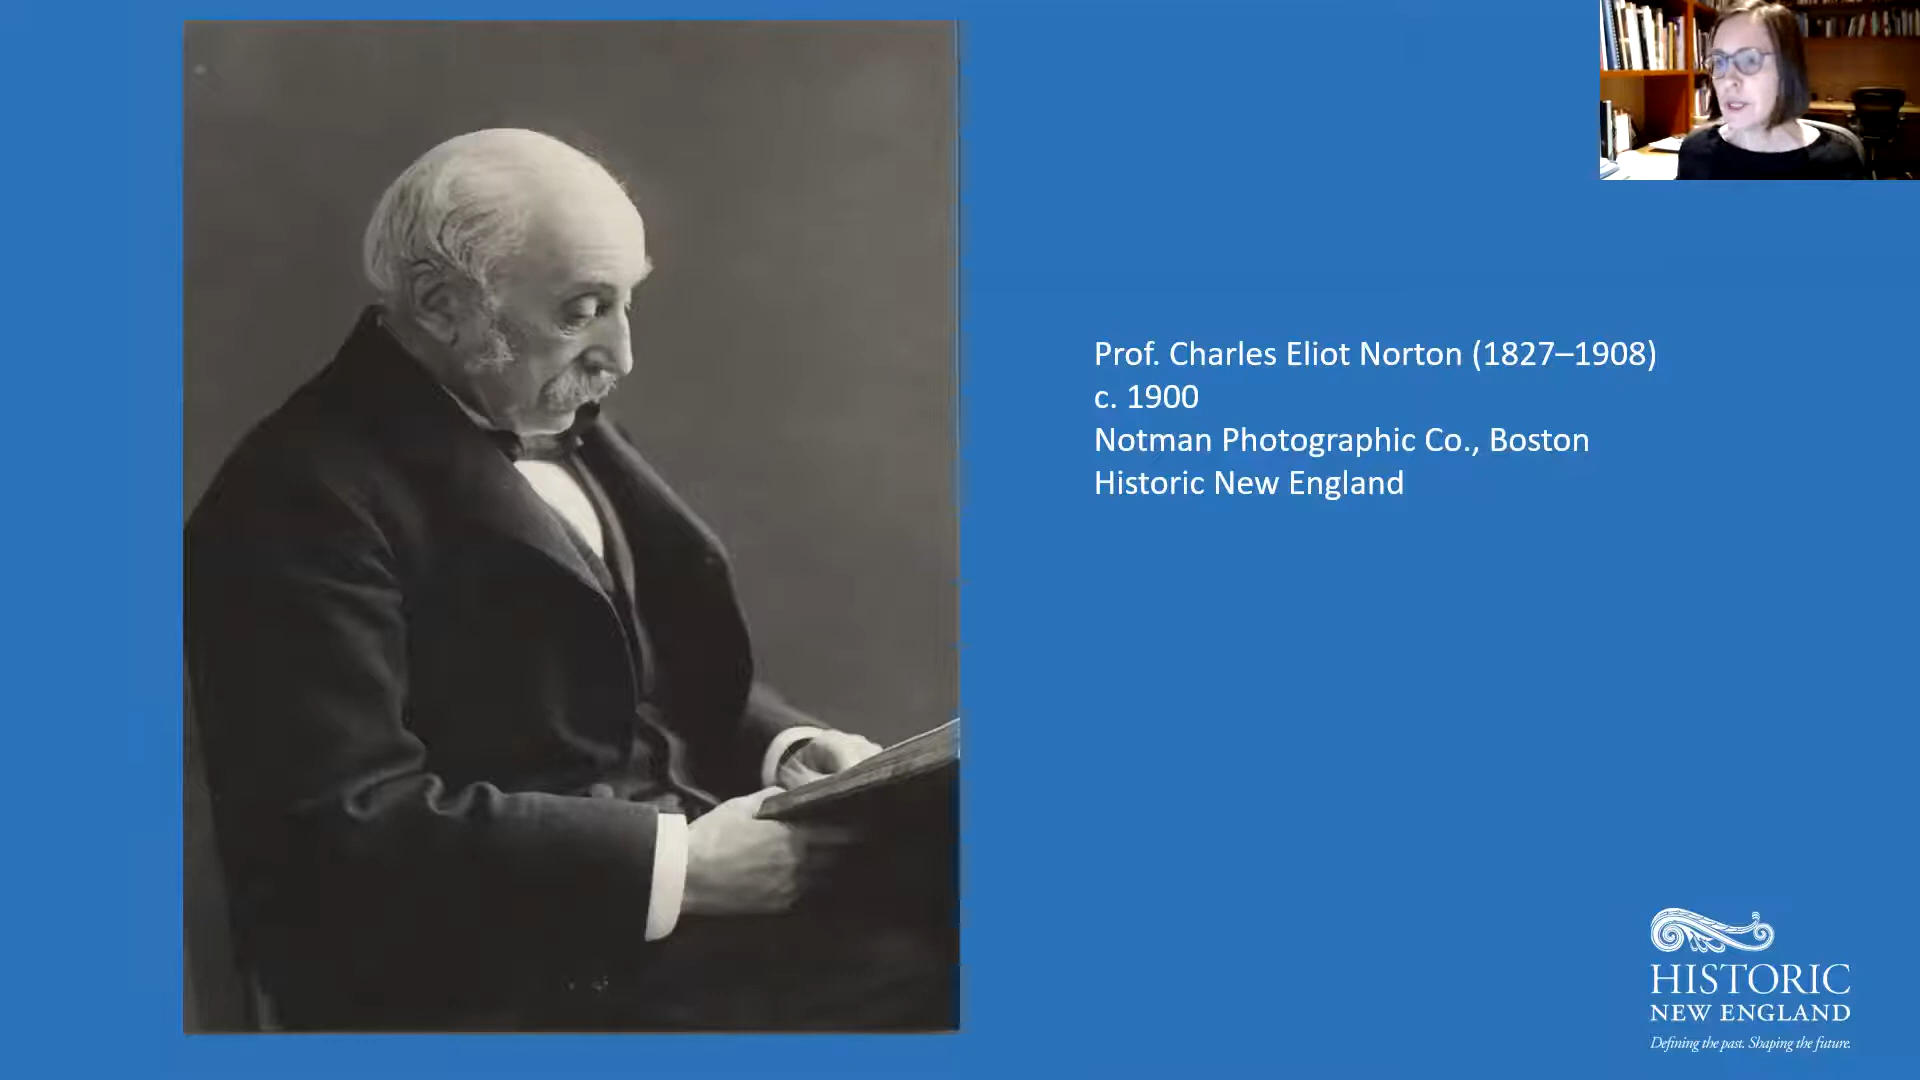 Prof. Charles Eliot Norton (1827–1908)
c. 1900
Notman Photographic Co., Boston
Historic New England
HISTORIC
NEW ENGLAND
Defining the past. Shaping the future.